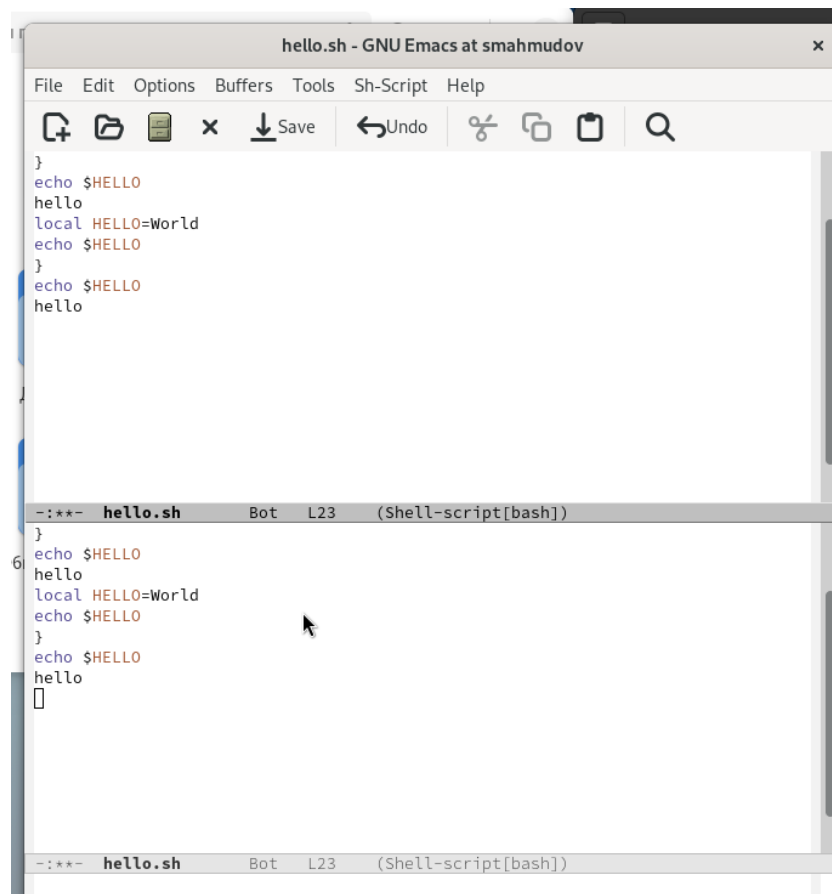 hello.sh - GNU Emacs at smahmudov ×
File Edit Options Buffers Tools Sh-Script Help
Save Undo
}
echo $HELLO
hello
local HELLO=World
echo $HELLO
}
echo $HELLO
hello
-:**- hello.sh Bot L23 (Shell-script[bash])
}
echo $HELLO
hello
local HELLO=World
echo $HELLO
}
echo $HELLO
hello
-:**- hello.sh Bot L23 (Shell-script[bash])